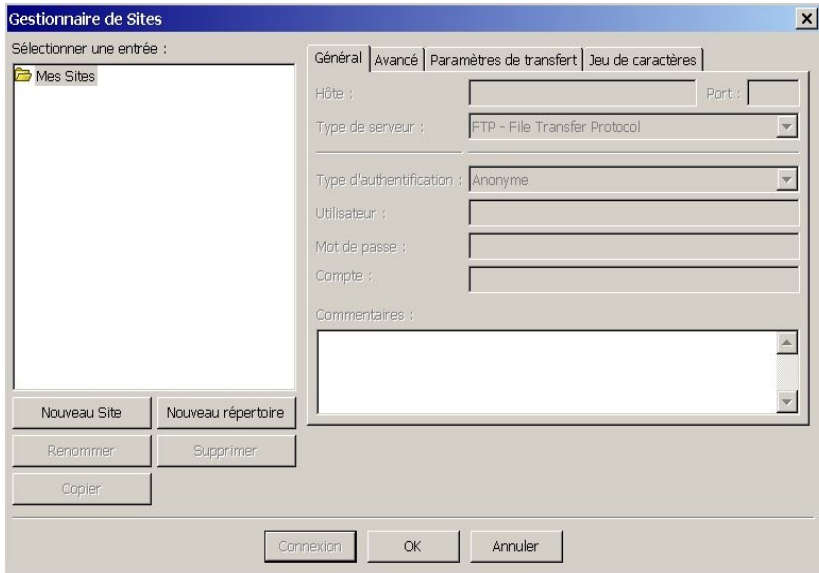 Gestionnaire de Sites
Sélectionner une entrée :
Mes Sites
Nouveau Site
Nouveau répertoire
Renommer
Supprimer
Copier
Général
Avancé
Paramètres de transfert
Jeu de caractères
Hôte :
Port :
Type de serveur :
FTP - File Transfer Protocol
Type d'authentification :
Anonyme
Utilisateur :
Mot de passe :
Compte :
Commentaires :
Connexion
OK
Annuler